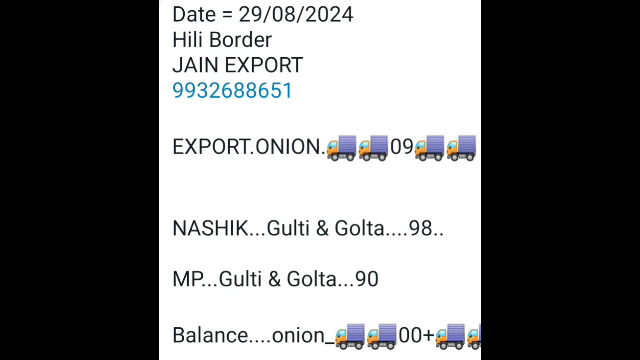 Date = 29/08/2024
Hili Border
JAIN EXPORT
9932688651
EXPORT.ONION.🚛🚛09🚛🚛
NASHIK...Gulti & Golta....98..
MP...Gulti & Golta...90
Balance....onion_🚛🚛00+🚛🚛